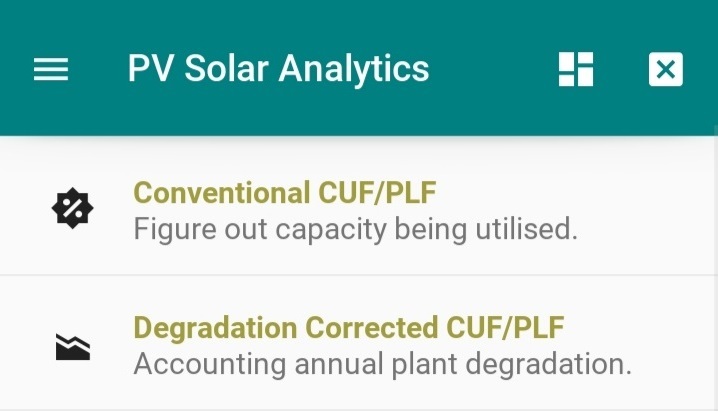 PV Solar Analytics
Conventional CUF/PLF
Figure out capacity being utilised.
Degradation Corrected CUF/PLF
Accounting annual plant degradation.